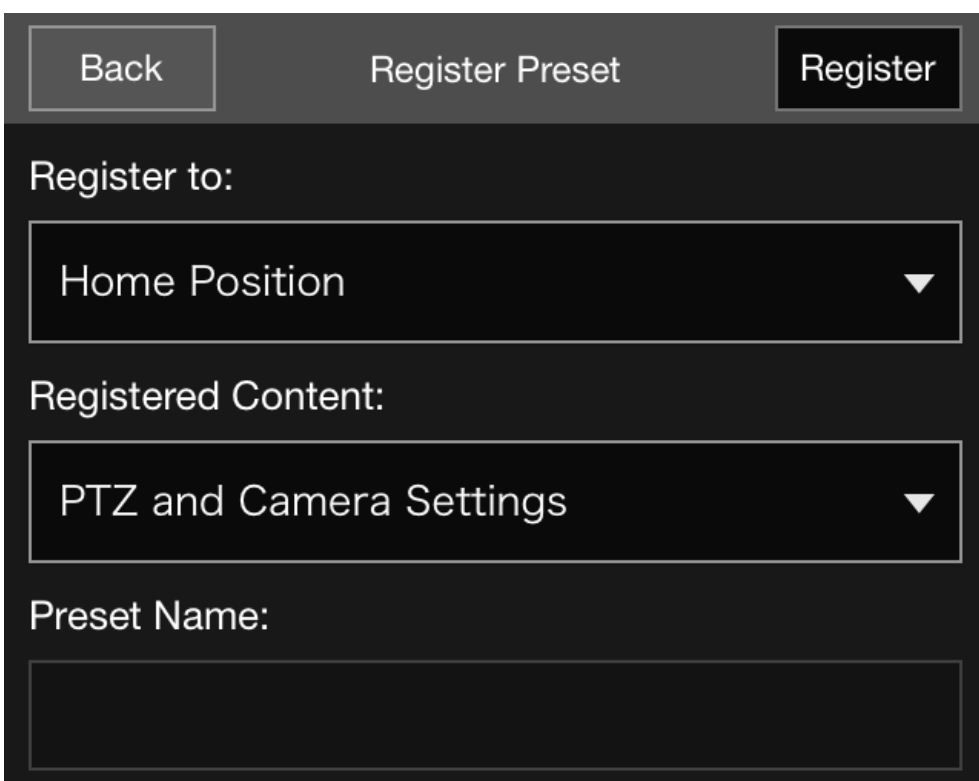 Back
Register Preset
Register
Register to:
Home Position
Registered Content:
PTZ and Camera Settings
Preset Name: